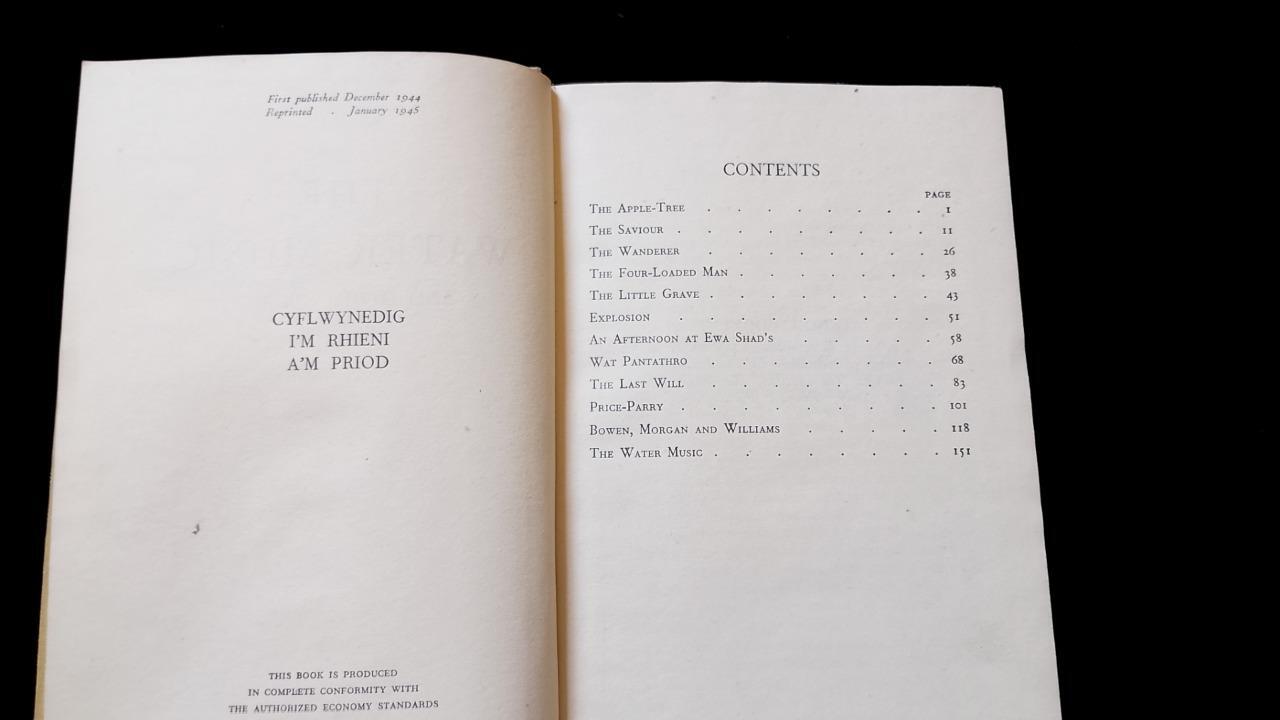 First published December 1944
Reprinted . January 1945
CYFLWYNEDIG
I'M RHIENI
A'M PRIOD
THIS BOOK IS PRODUCED
IN COMPLETE CONFORMITY WITH
THE AUTHORIZED ECONOMY STANDARDS
CONTENTS
PAGE
The Apple-Tree . . . . . . . . 1
The Saviour . . . . . . . . . 11
The Wanderer . . . . . . . . 26
The Four-Loaded Man . . . . . . . 38
The Little Grave . . . . . . . . 43
Explosion . . . . . . . . . 51
An Afternoon at Ewa Shad's . . . . . 58
Wat Pantathro . . . . . . . . 68
The Last Will . . . . . . . . 83
Price-Parry . . . . . . . . . 101
Bowen, Morgan and Williams . . . . . 118
The Water Music . . . . . . . . 151